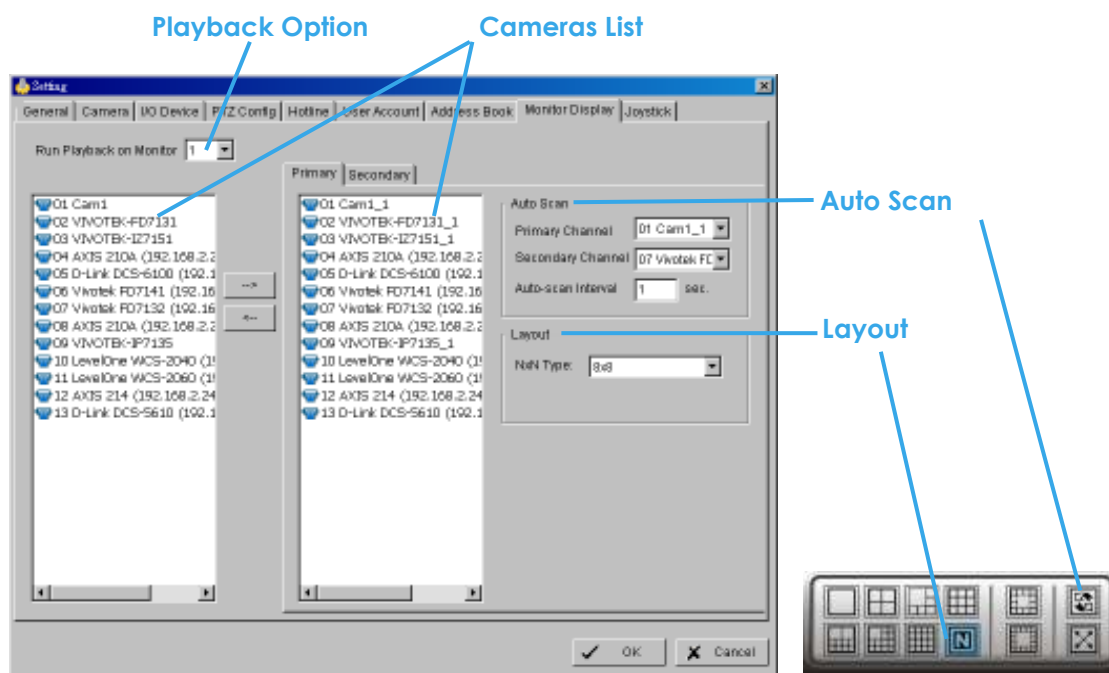 Playback Option
Cameras List
Setting
General Camera I/O Device PTZ Config Hotline User Account Address Book Monitor Display Joystick
Run Playback on Monitor 1
Primary Secondary
01 Cam1
02 VIVOTEK-FD7131
03 VIVOTEK-IZ7151
04 AXIS 210A (192.168.2.2
05 D-Link DCS-6100 (192.1
06 Vivotek FD7141 (192.16
07 Vivotek FD7132 (192.16
08 AXIS 210A (192.168.2.2
09 VIVOTEK-IP7135
10 LevelOne WCS-2040 (19
11 LevelOne WCS-2060 (19
12 AXIS 214 (192.168.2.24
13 D-Link DCS-5610 (192.1
-->
<--
01 Cam1_1
02 VIVOTEK-FD7131_1
03 VIVOTEK-IZ7151_1
04 AXIS 210A (192.168.2.2
05 D-Link DCS-6100 (192.1
06 Vivotek FD7141 (192.16
07 Vivotek FD7132 (192.16
08 AXIS 210A (192.168.2.2
09 VIVOTEK-IP7135_1
10 LevelOne WCS-2040 (19
11 LevelOne WCS-2060 (19
12 AXIS 214 (192.168.2.24
13 D-Link DCS-5610 (192.1
Auto Scan
Primary Channel 01 Cam1_1
Secondary Channel 07 Vivotek FD
Auto-scan Interval 1 sec.
Layout
NxN Type: 8x8
Auto Scan
Layout
OK
Cancel
N